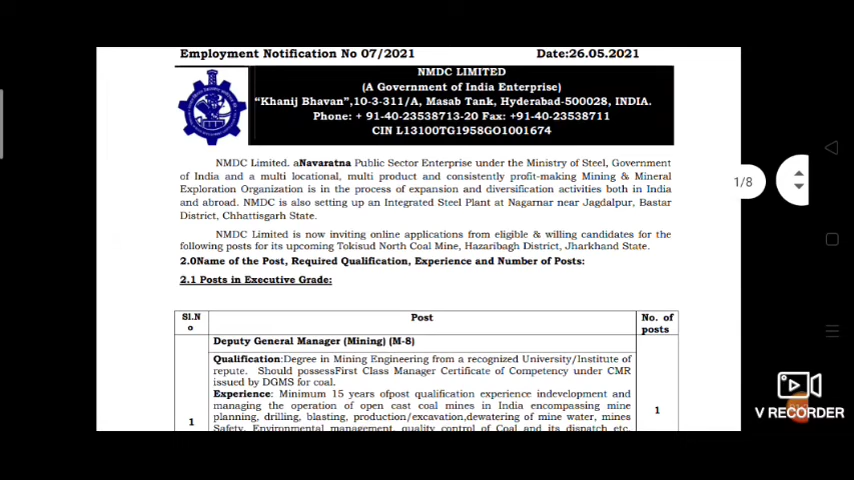 Employment Notification No 07/2021 Date:26.05.2021
NMDC LIMITED
(A Government of India Enterprise)
“Khanij Bhavan”,10-3-311/A, Masab Tank, Hyderabad-500028, INDIA.
Phone: + 91-40-23538713-20 Fax: +91-40-23538711
CIN L13100TG1958GO1001674
NMDC Limited. aNavaratna Public Sector Enterprise under the Ministry of Steel, Government
of India and a multi locational, multi product and consistently profit-making Mining & Mineral
Exploration Organization is in the process of expansion and diversification activities both in India
and abroad. NMDC is also setting up an Integrated Steel Plant at Nagarnar near Jagdalpur, Bastar
District, Chhattisgarh State.
NMDC Limited is now inviting online applications from eligible & willing candidates for the
following posts for its upcoming Tokisud North Coal Mine, Hazaribagh District, Jharkhand State.
2.0Name of the Post, Required Qualification, Experience and Number of Posts:
2.1 Posts in Executive Grade:
Sl.N
o
Post
No. of
posts
Deputy General Manager (Mining) (M-8)
Qualification:Degree in Mining Engineering from a recognized University/Institute of
repute. Should possessFirst Class Manager Certificate of Competency under CMR
issued by DGMS for coal.
Experience: Minimum 15 years ofpost qualification experience indevelopment and
managing the operation of open cast coal mines in India encompassing mine
planning, drilling, blasting, production/excavation,dewatering of mine water, mines
Safety, Environmental management, quality control of Coal and its dispatch etc.
1
1
1/8
V RECORDER